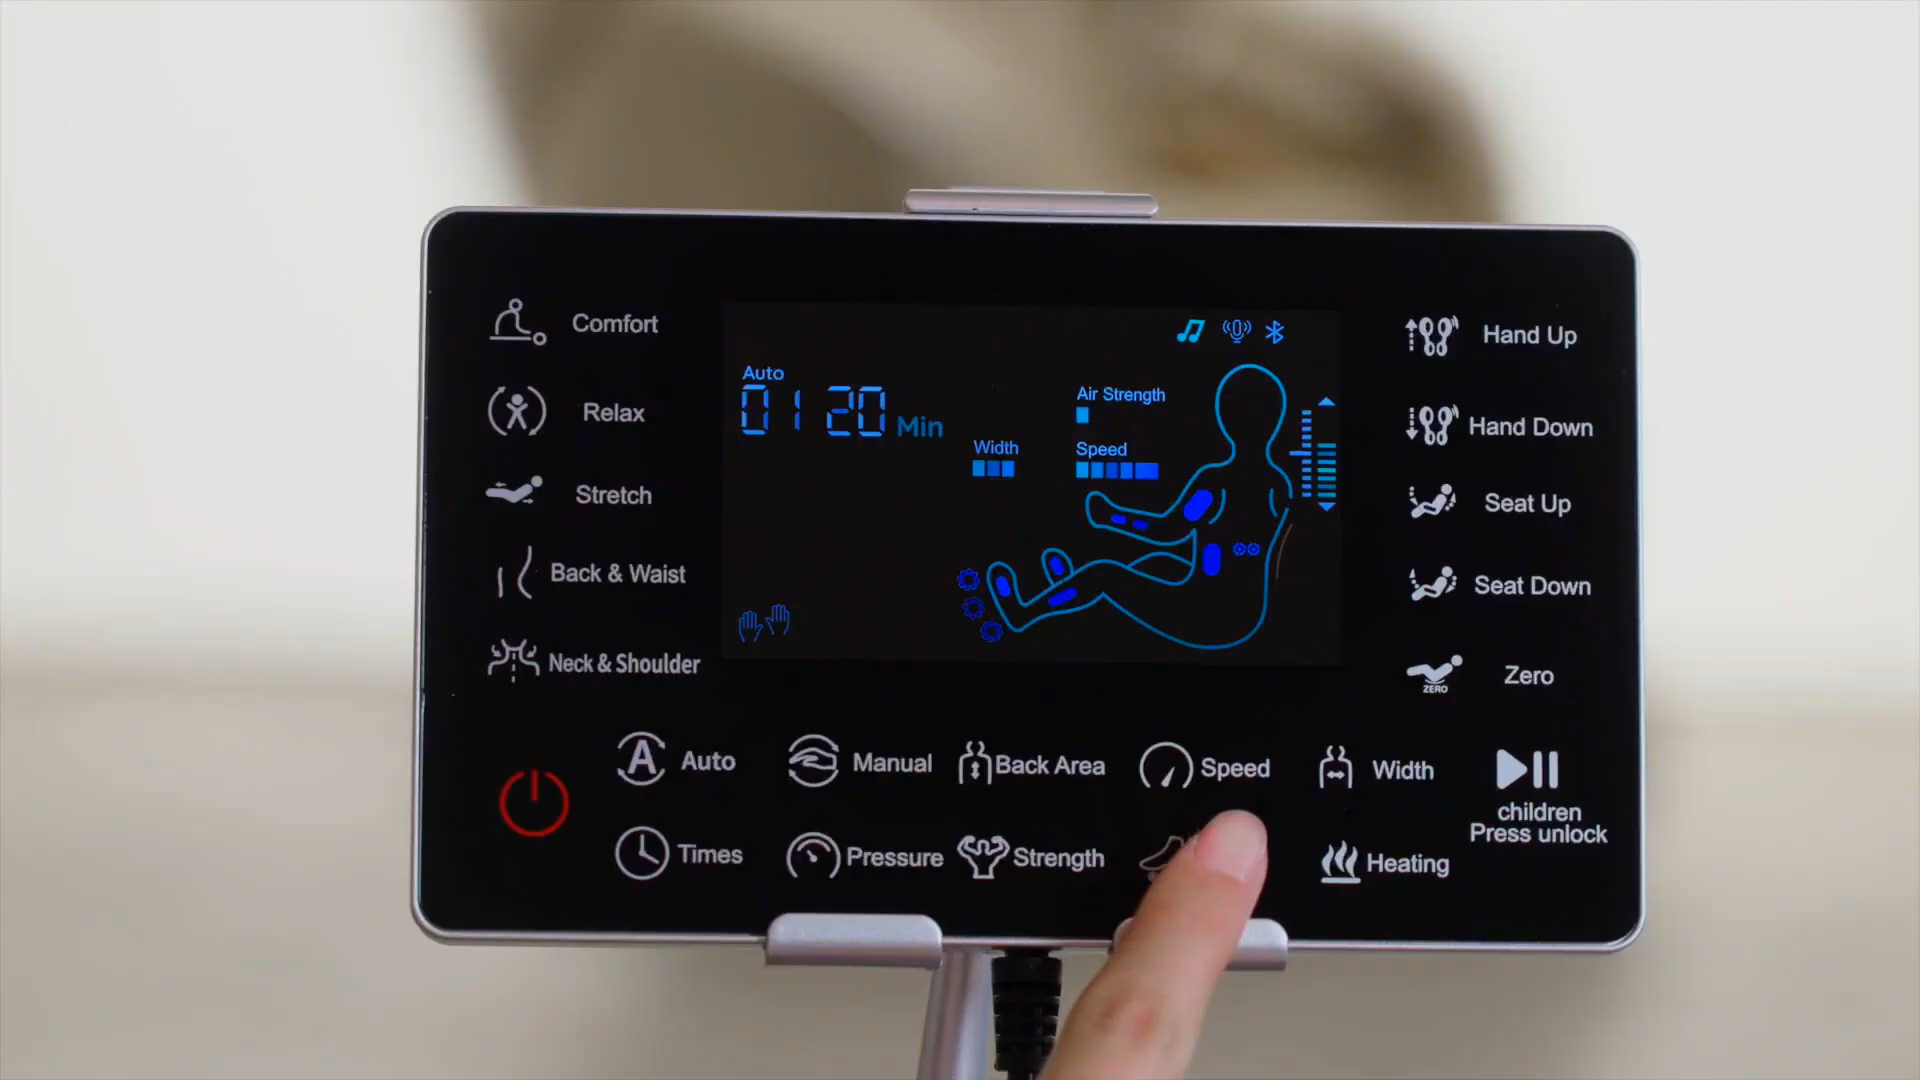 Comfort
Relax
Stretch
Back & Waist
Neck & Shoulder
Auto
01 20 Min
Width
Air Strength
Speed
Hand Up
Hand Down
Seat Up
Seat Down
Zero
ZERO
A Auto
Manual
Back Area
Speed
Width
children
Press unlock
Times
Pressure
Strength
Heating